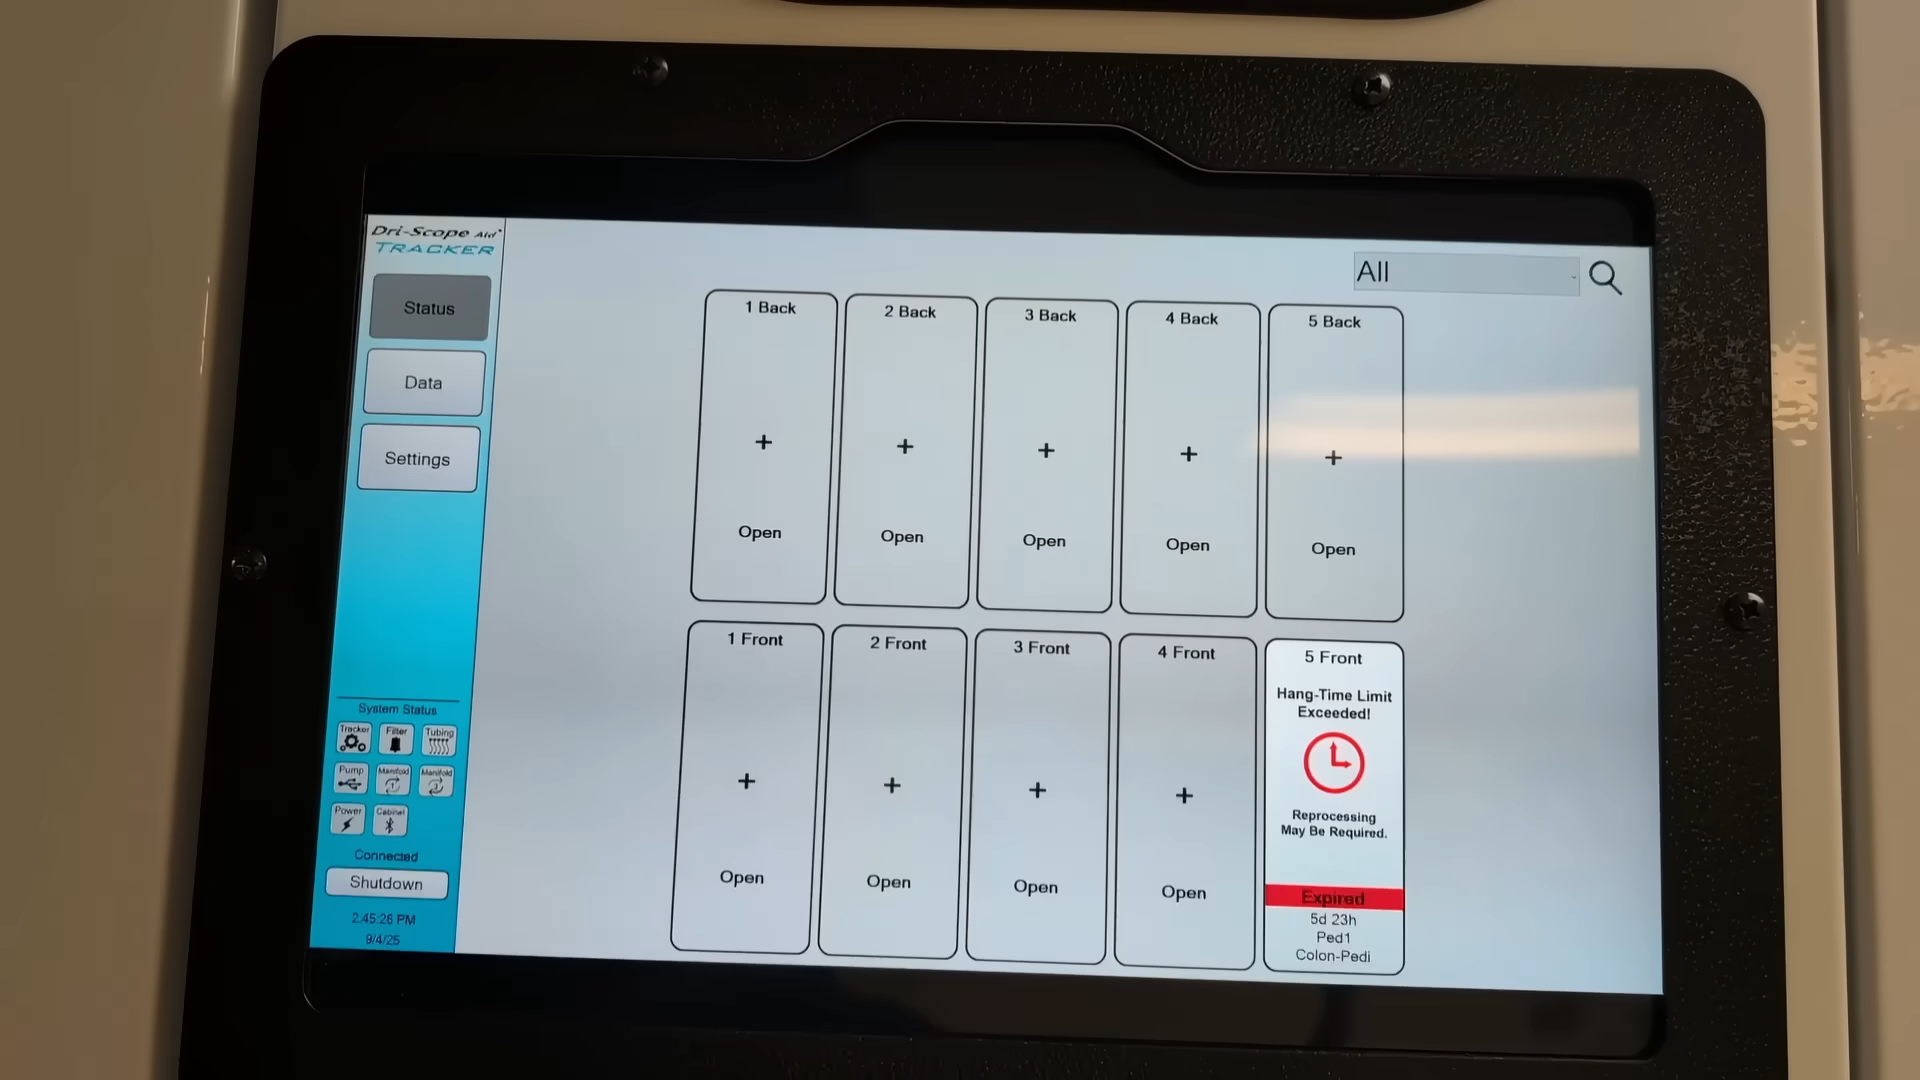 Dri-Scope Aid®
TRACKER
Status
Data
Settings
System Status
Tracker
Filter
Tubing
Pump
Manifold
1
Manifold
2
Power
Cabinet
Connected
Shutdown
2:45:26 PM
9/4/25
All
1 Back
2 Back
3 Back
4 Back
5 Back
+
+
+
+
+
Open
Open
Open
Open
Open
1 Front
2 Front
3 Front
4 Front
5 Front
+
+
+
+
Open
Open
Open
Open
Hang-Time Limit
Exceeded!
Reprocessing
May Be Required.
Expired
5d 23h
Ped1
Colon-Pedi